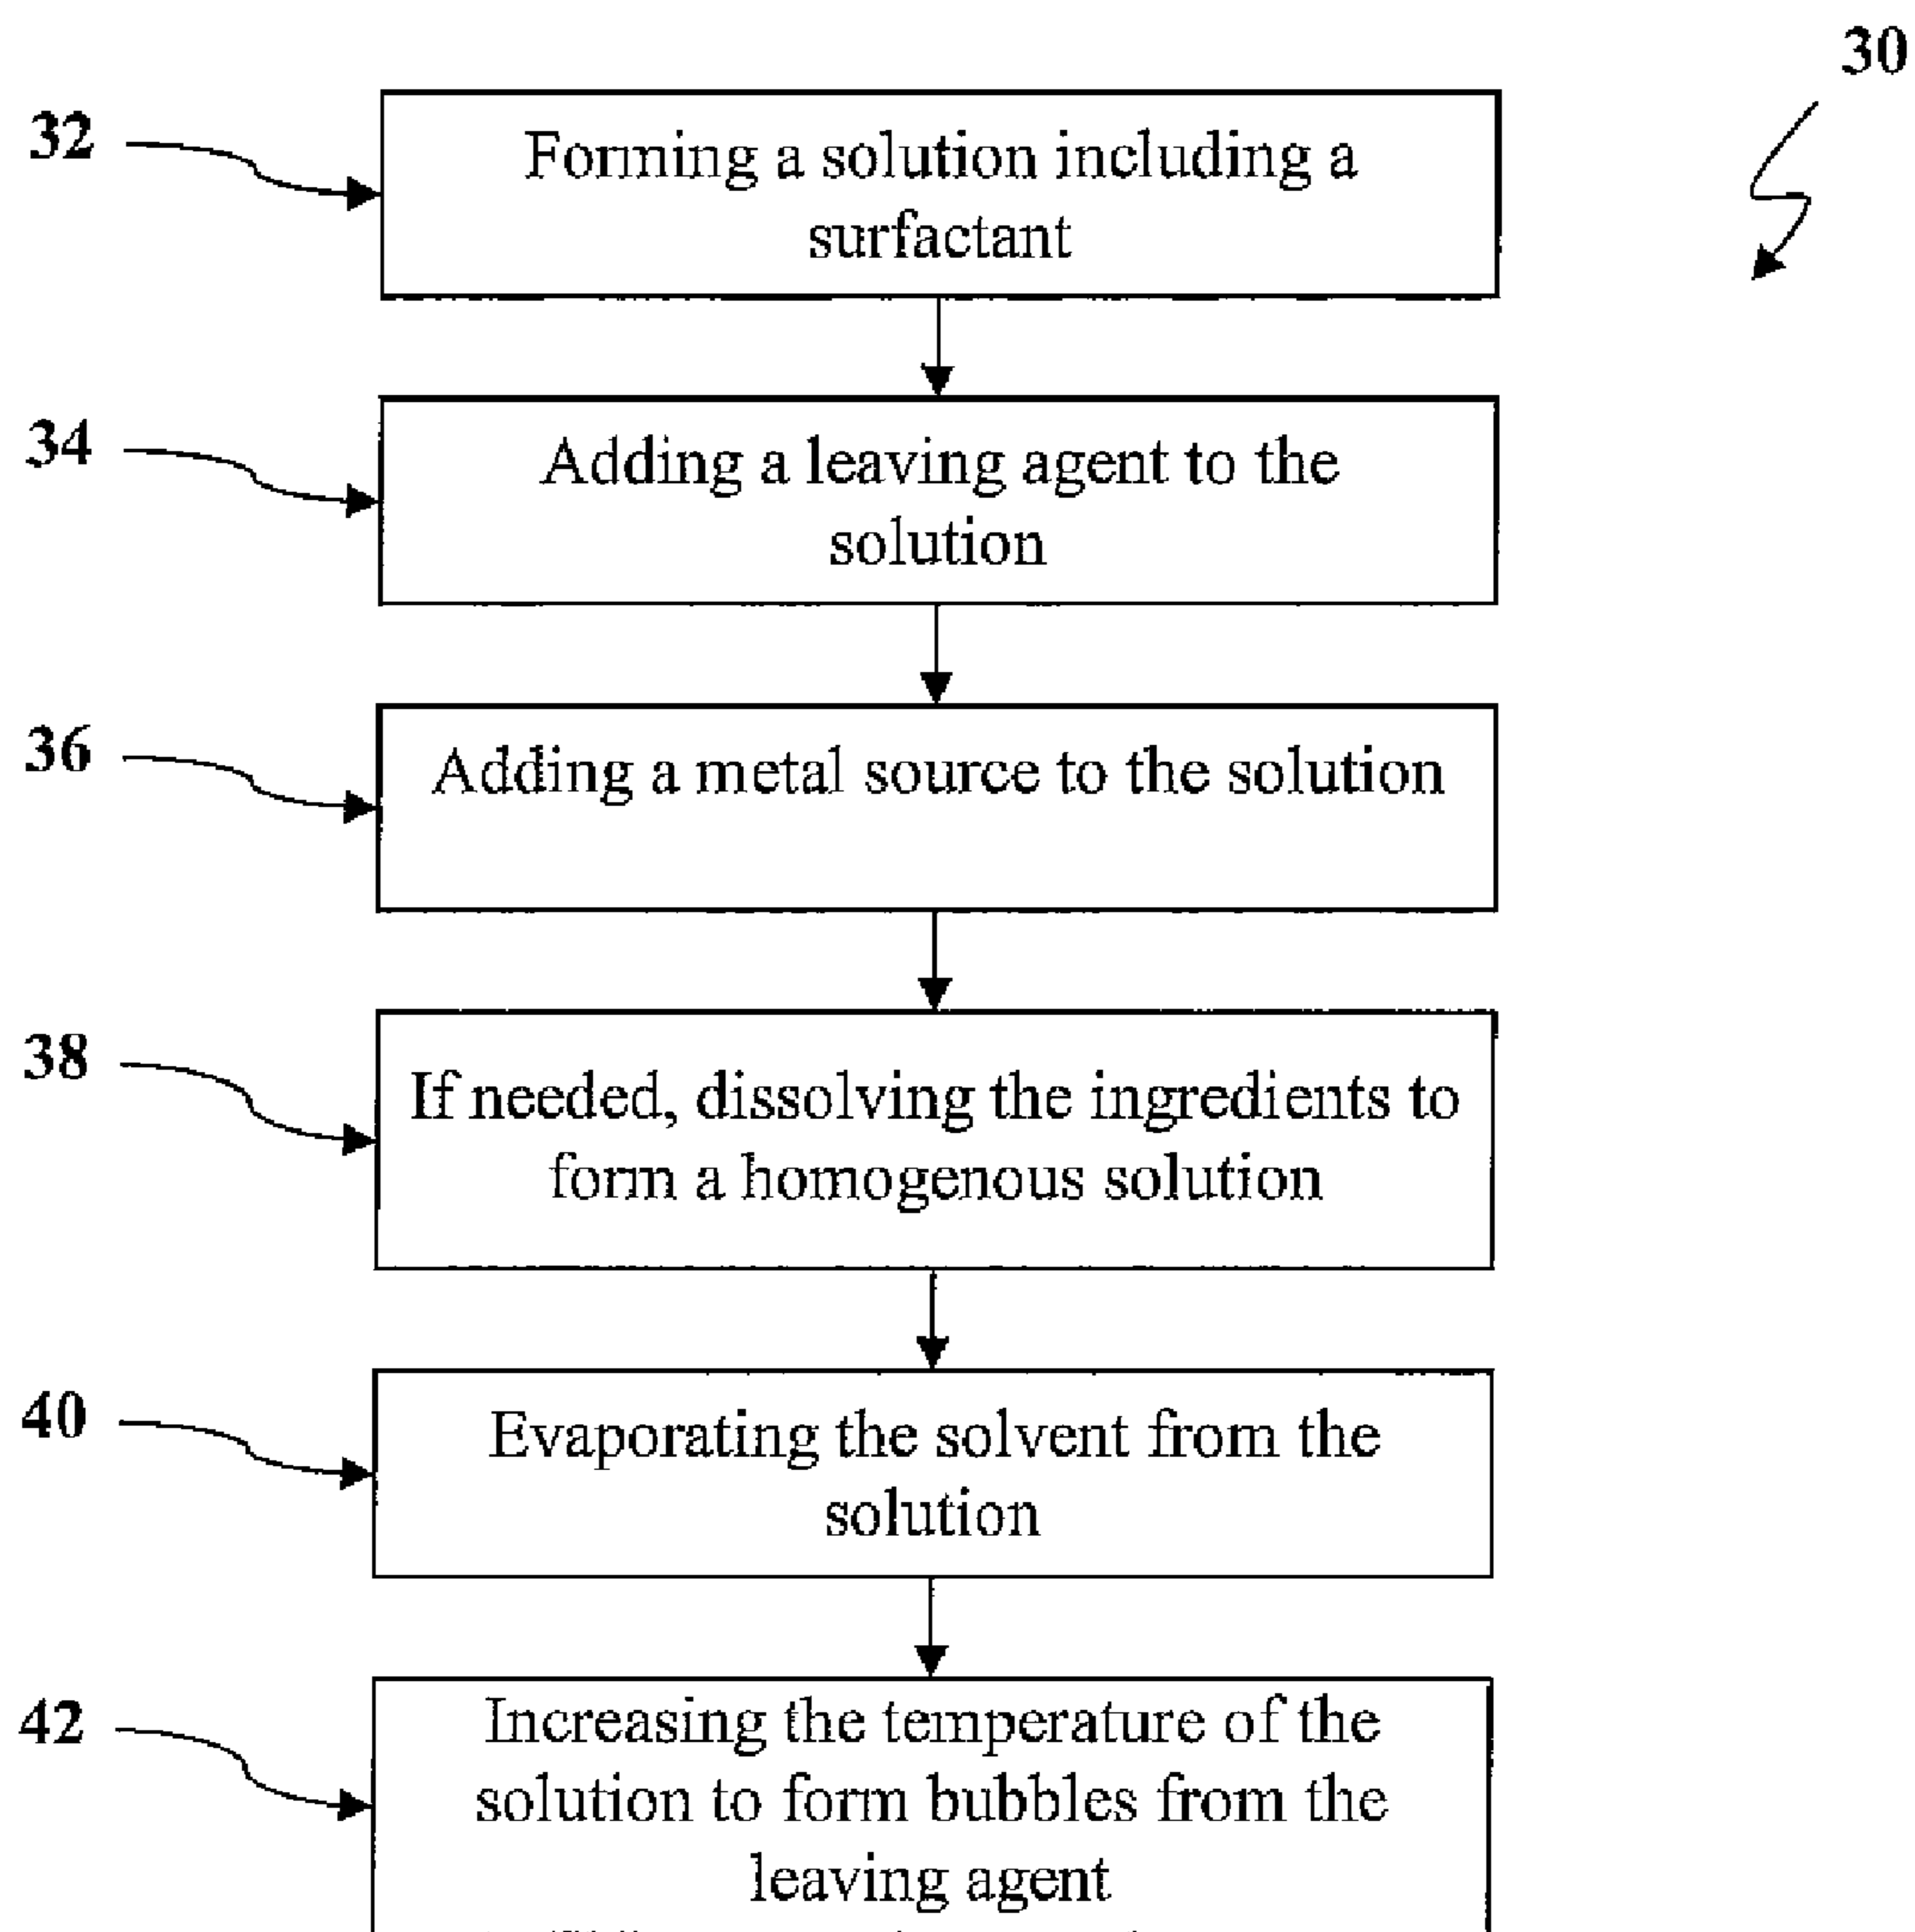 30
32
Forming a solution including a
surfactant
34
Adding a leaving agent to the
solution
36
Adding a metal source to the solution
38
If needed, dissolving the ingredients to
form a homogenous solution
40
Evaporating the solvent from the
solution
42
Increasing the temperature of the
solution to form bubbles from the
leaving agent